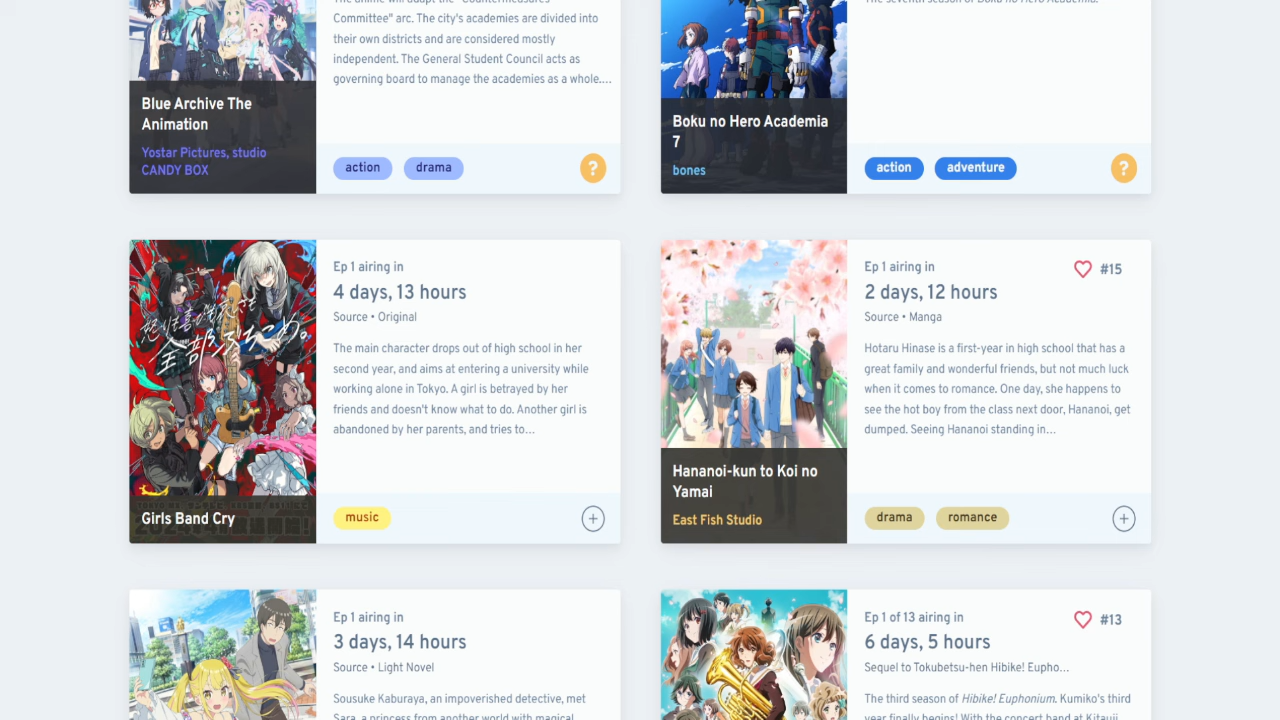 The anime will adapt the "Countermeasures
Committee" arc. The city's academies are divided into
their own districts and are considered mostly
independent. The General Student Council acts as
governing board to manage the academies as a whole.…
Blue Archive The
Animation
Yostar Pictures, studio
CANDY BOX
action drama ?
The seventh season of Boku no Hero Academia.
Boku no Hero Academia
7
bones
action adventure ?
Ep 1 airing in
4 days, 13 hours
Source • Original
The main character drops out of high school in her
second year, and aims at entering a university while
working alone in Tokyo. A girl is betrayed by her
friends and doesn't know what to do. Another girl is
abandoned by her parents, and tries to…
Girls Band Cry
music
Ep 1 airing in
#15
2 days, 12 hours
Source • Manga
Hotaru Hinase is a first-year in high school that has a
great family and wonderful friends, but not much luck
when it comes to romance. One day, she happens to
see the hot boy from the class next door, Hananoi, get
dumped. Seeing Hananoi standing in…
Hananoi-kun to Koi no
Yamai
East Fish Studio
drama romance
Ep 1 airing in
3 days, 14 hours
Source • Light Novel
Sousuke Kaburaya, an impoverished detective, met
Sara, a princess from another world with magical
Ep 1 of 13 airing in
#13
6 days, 5 hours
Sequel to Tokubetsu-hen Hibike! Eupho…
The third season of Hibike! Euphonium. Kumiko's third
year finally begins! With the concert band at Kitauji